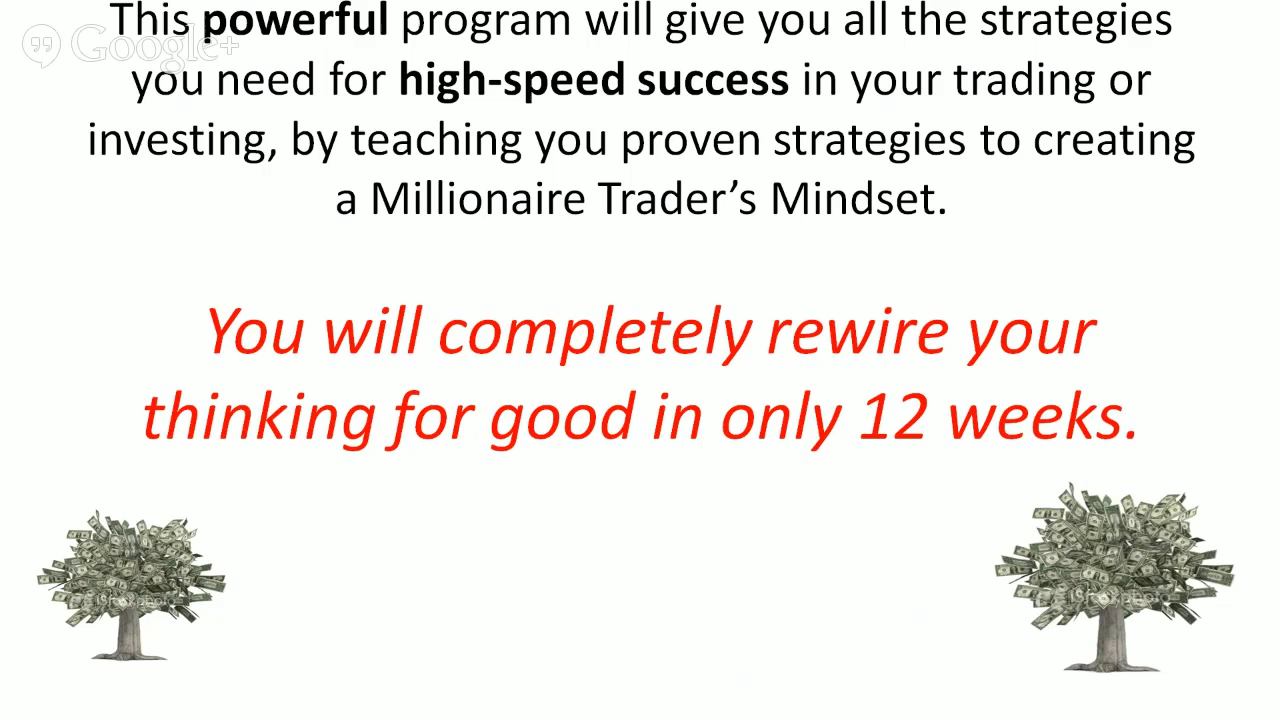 This powerful program will give you all the strategies
Google+
you need for high-speed success in your trading or
investing, by teaching you proven strategies to creating
a Millionaire Trader’s Mindset.
You will completely rewire your
thinking for good in only 12 weeks.
iStockphoto